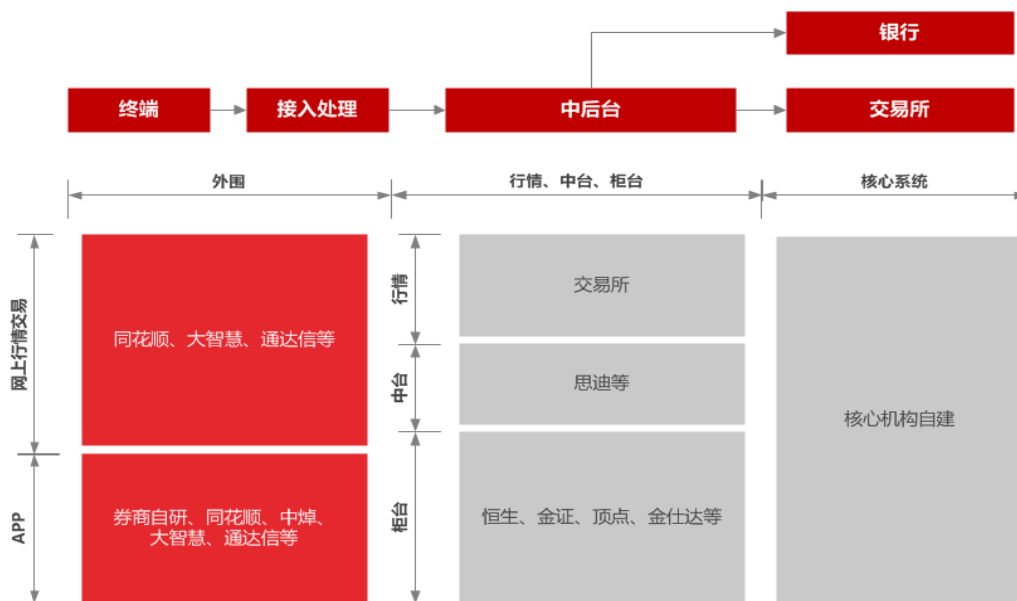 银行
终端
接入处理
中后台
交易所
外围
行情、中台、柜台
核心系统
网上行情交易
同花顺、大智慧、通达信等
行情
交易所
中台
思迪等
核心机构自建
APP
券商自研、同花顺、中焯、
大智慧、通达信等
柜台
恒生、金证、顶点、金仕达等